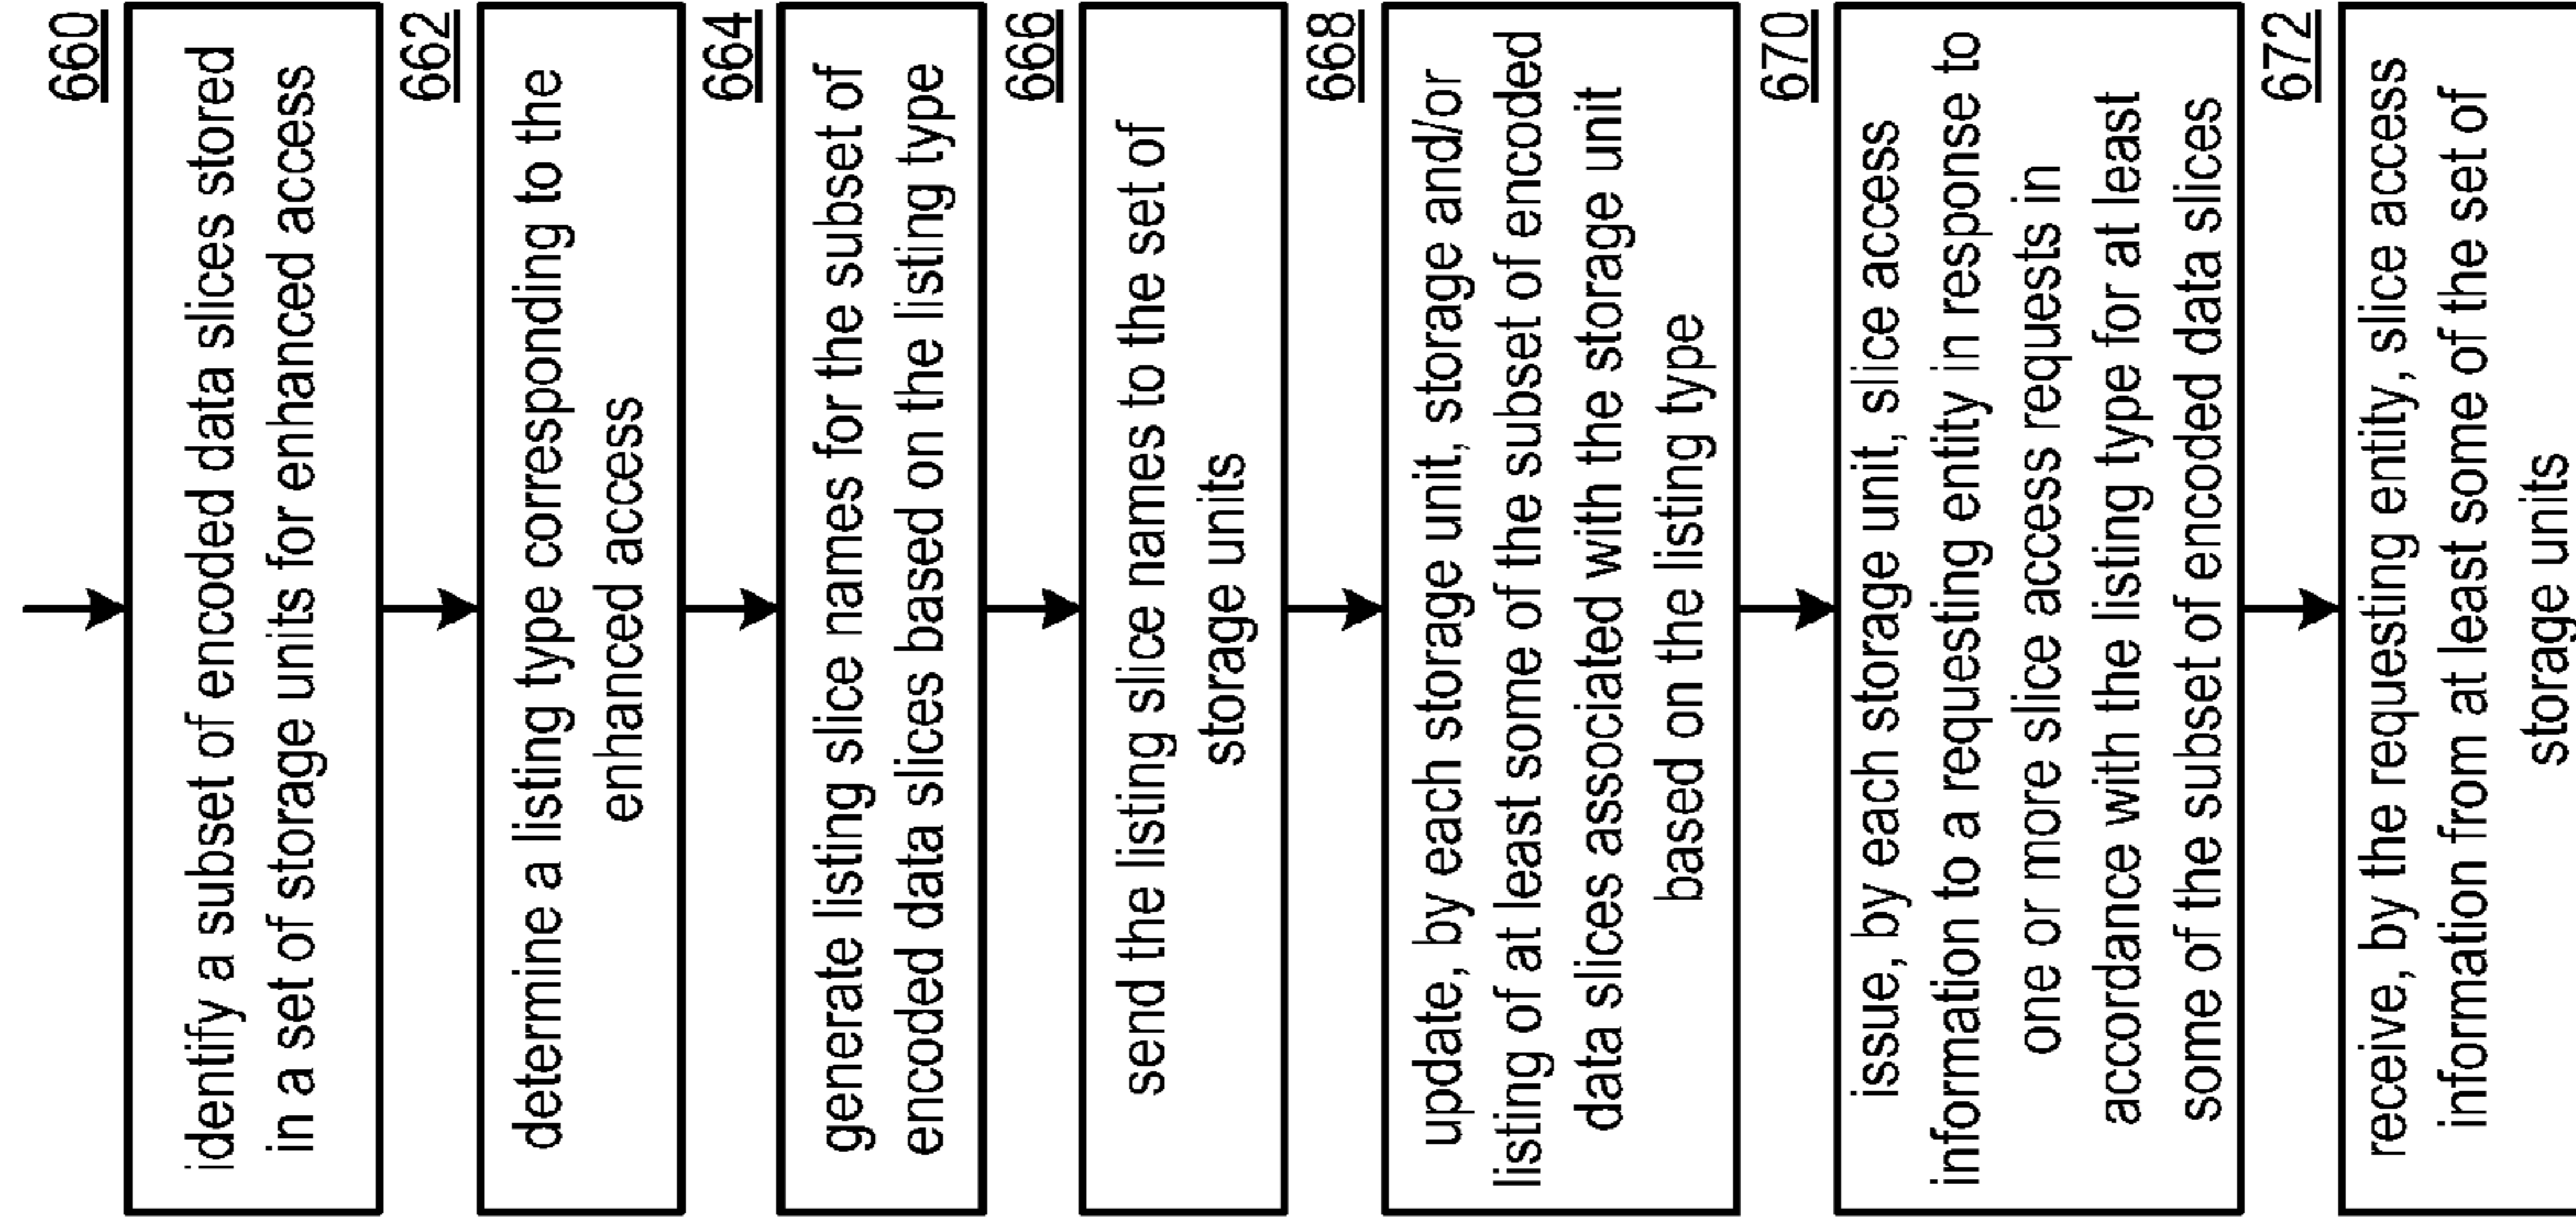 660
identify a subset of encoded data slices stored
in a set of storage units for enhanced access
662
determine a listing type corresponding to the
enhanced access
664
generate listing slice names for the subset of
encoded data slices based on the listing type
666
send the listing slice names to the set of
storage units
668
update, by each storage unit, storage and/or
listing of at least some of the subset of encoded
data slices associated with the storage unit
based on the listing type
670
issue, by each storage unit, slice access
information to a requesting entity in response to
one or more slice access requests in
accordance with the listing type for at least
some of the subset of encoded data slices
672
receive, by the requesting entity, slice access
information from at least some of the set of
storage units